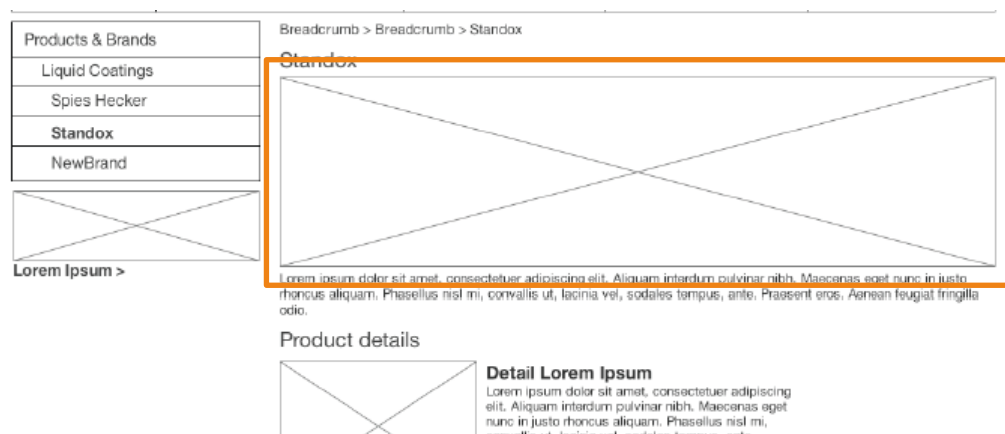 Products & Brands
Liquid Coatings
Spies Hecker
Standox
NewBrand
Lorem Ipsum >
Breadcrumb > Breadcrumb > Standox
Standox
Lorem ipsum dolor sit amet, consectetuer adipiscing elit. Aliquam interdum pulvinar nibh. Maecenas eget nunc in justo
rhoncus aliquam. Phasellus nisl mi, convallis ut, lacinia vel, sodales tempus, ante. Praesent eros. Aenean feugiat fringilla
odio.
Product details
Detail Lorem Ipsum
Lorem ipsum dolor sit amet, consectetuer adipiscing
elit. Aliquam interdum pulvinar nibh. Maecenas eget
nunc in justo rhoncus aliquam. Phasellus nisl mi,